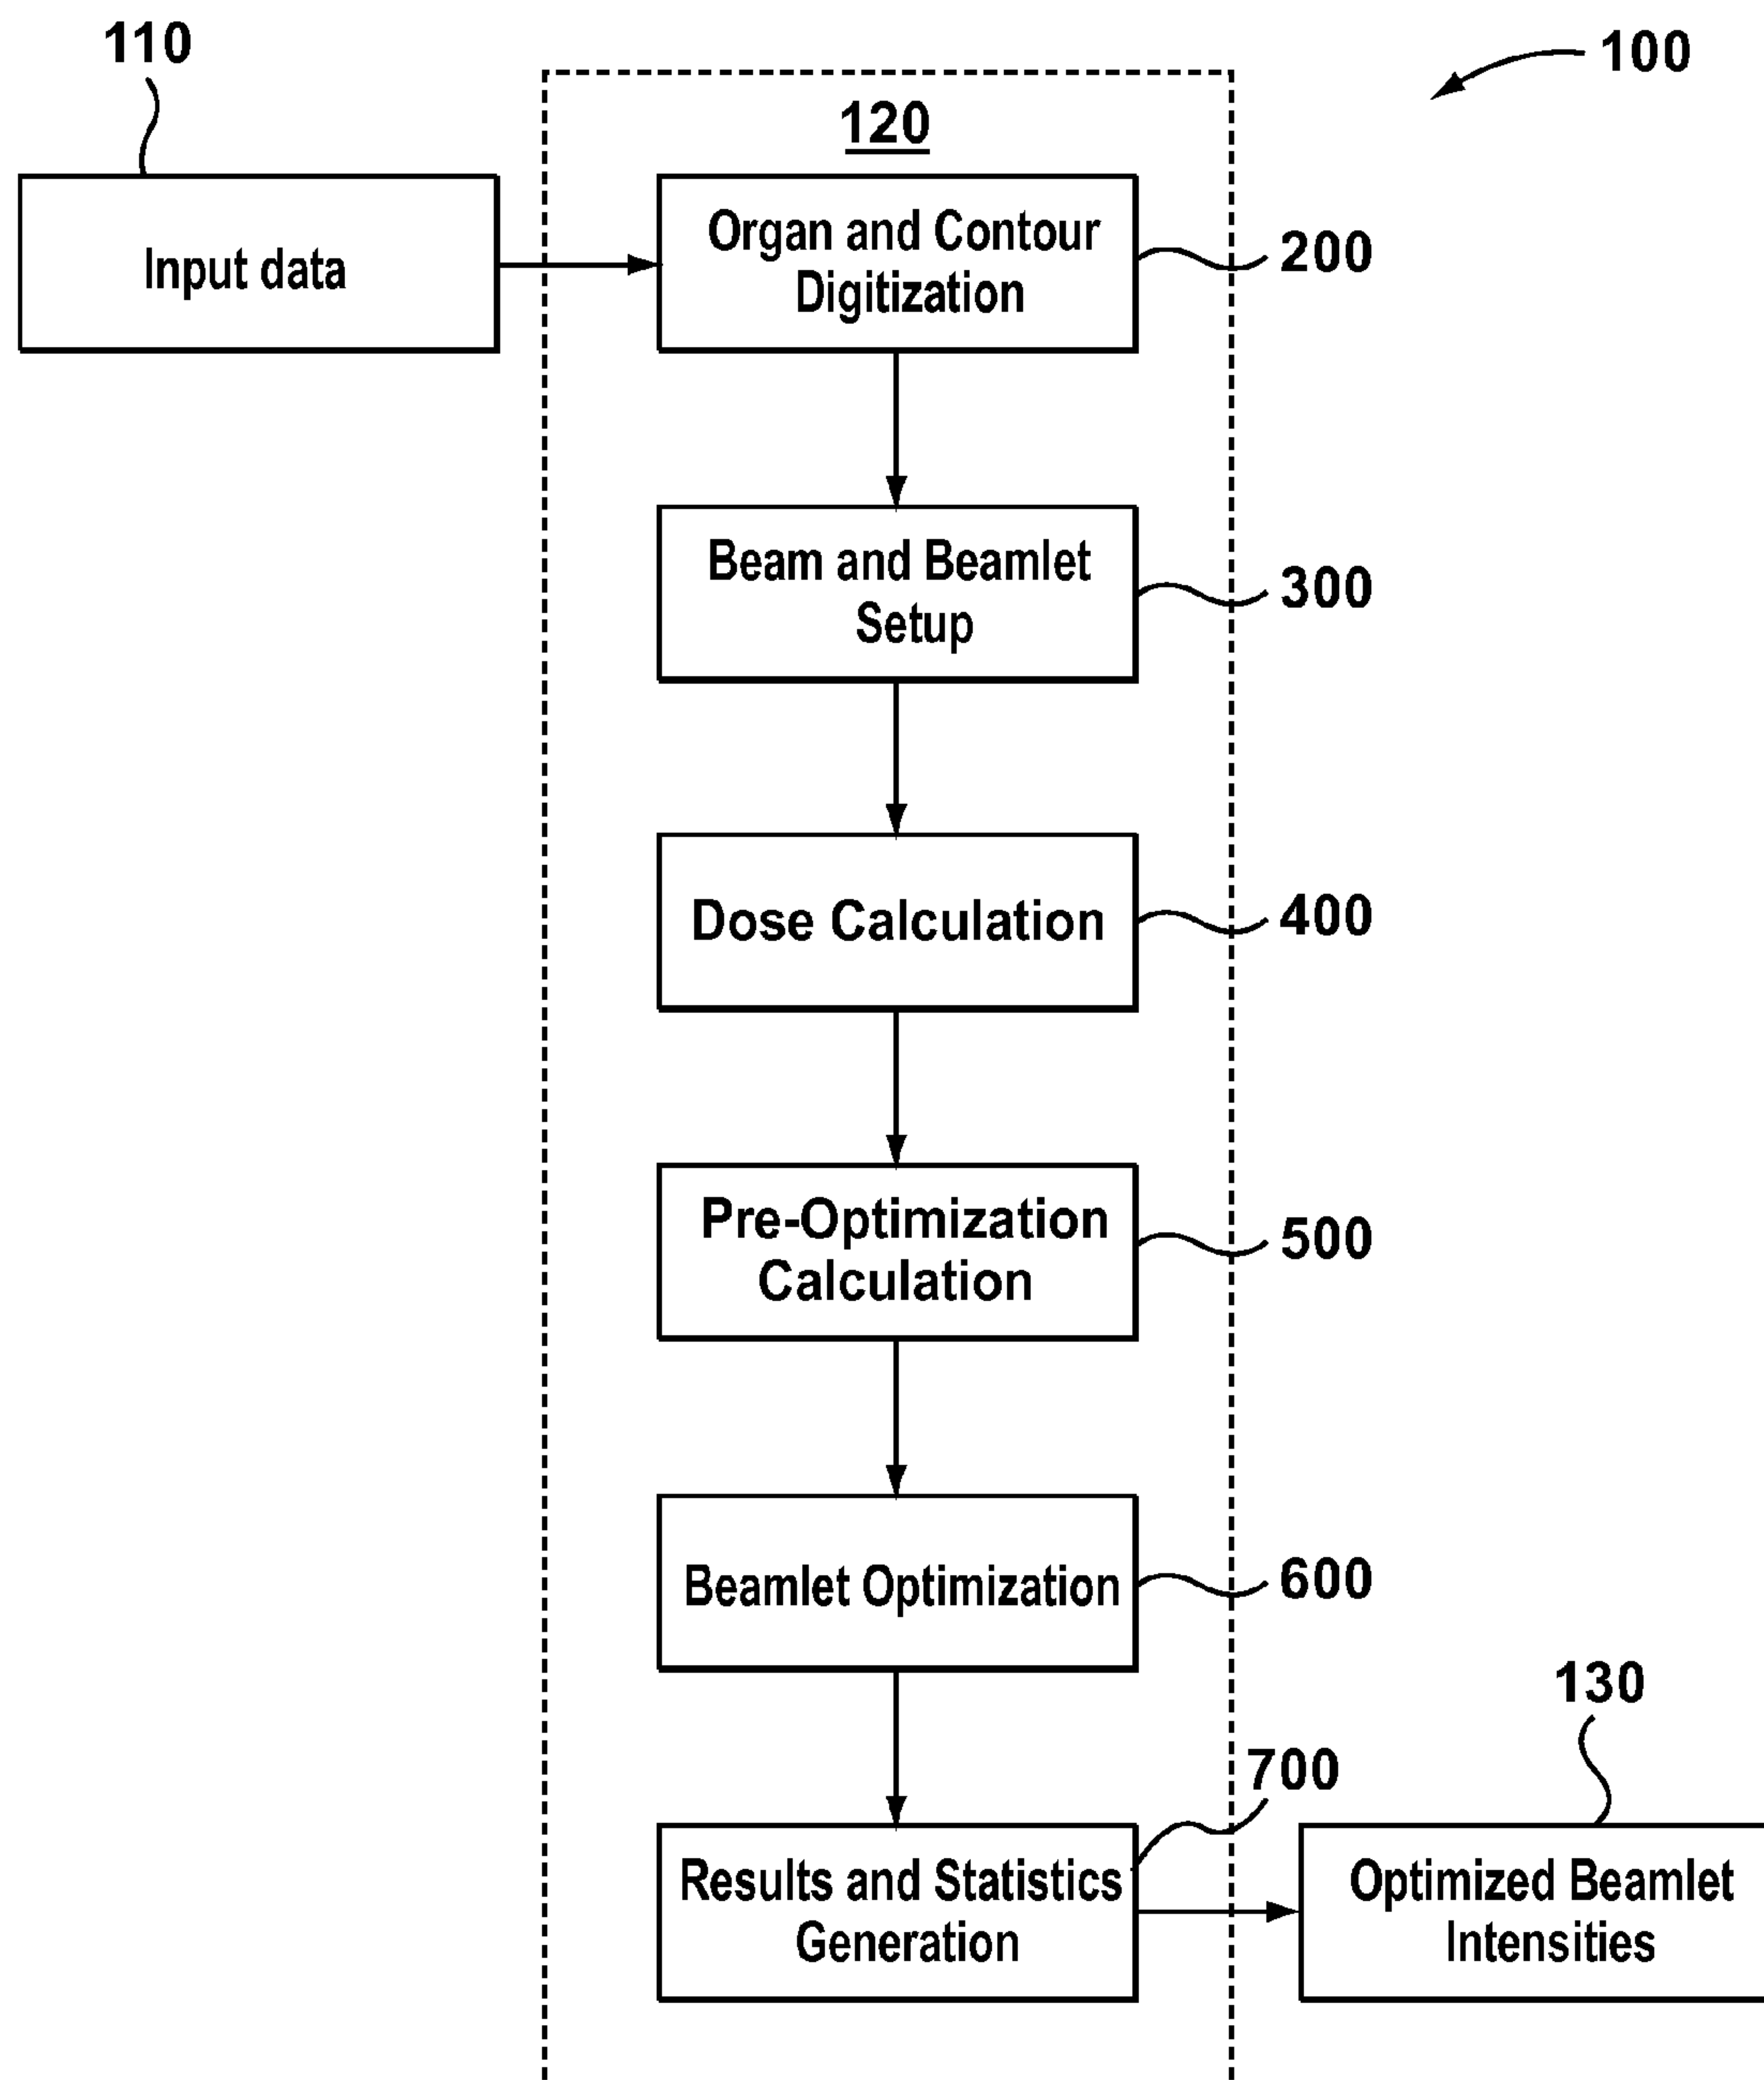 110
100
120
Input data
Organ and Contour
Digitization
200
Beam and Beamlet
Setup
300
Dose Calculation
400
Pre-Optimization
Calculation
500
Beamlet Optimization
600
130
700
Results and Statistics
Generation
Optimized Beamlet
Intensities